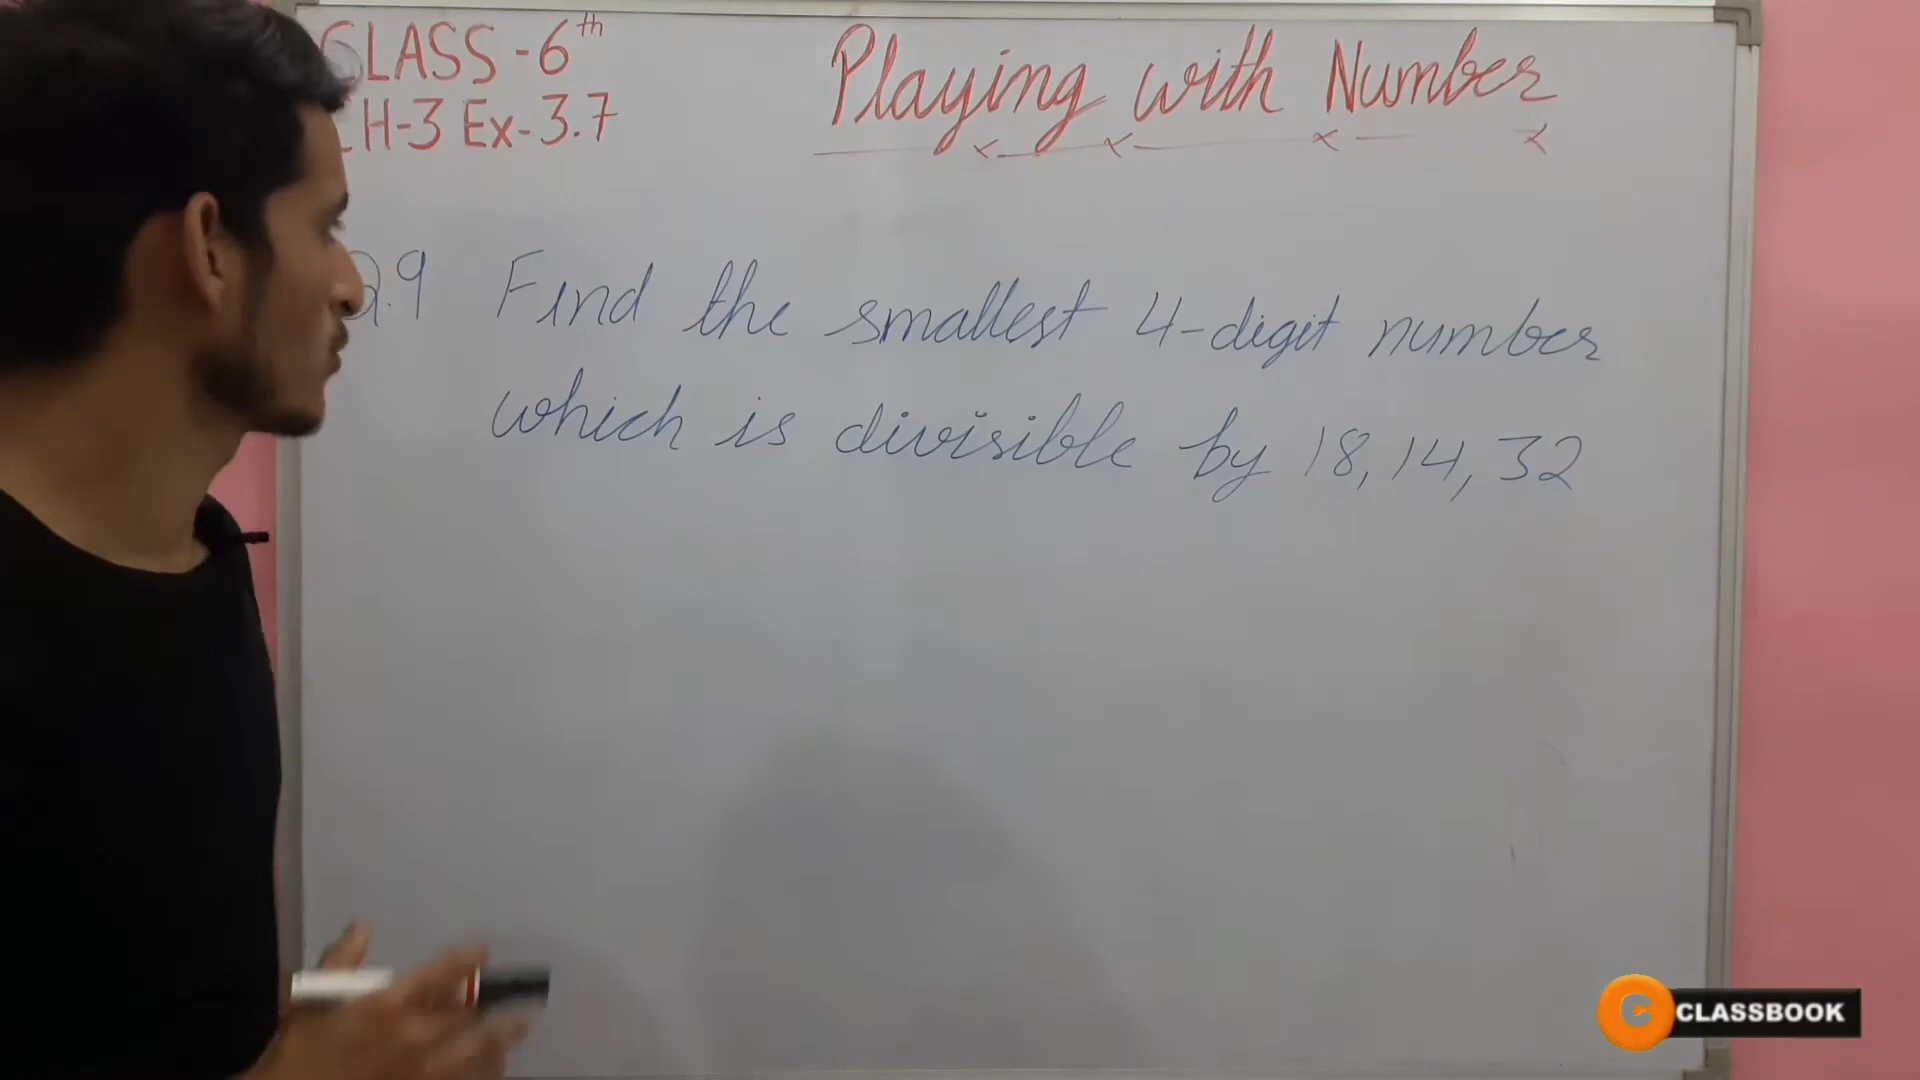 CLASS-6th
CH-3 Ex-3.7
Playing with Number
Q.9 Find the smallest 4-digit number
which is divisible by 18, 14, 32
C CLASSBOOK